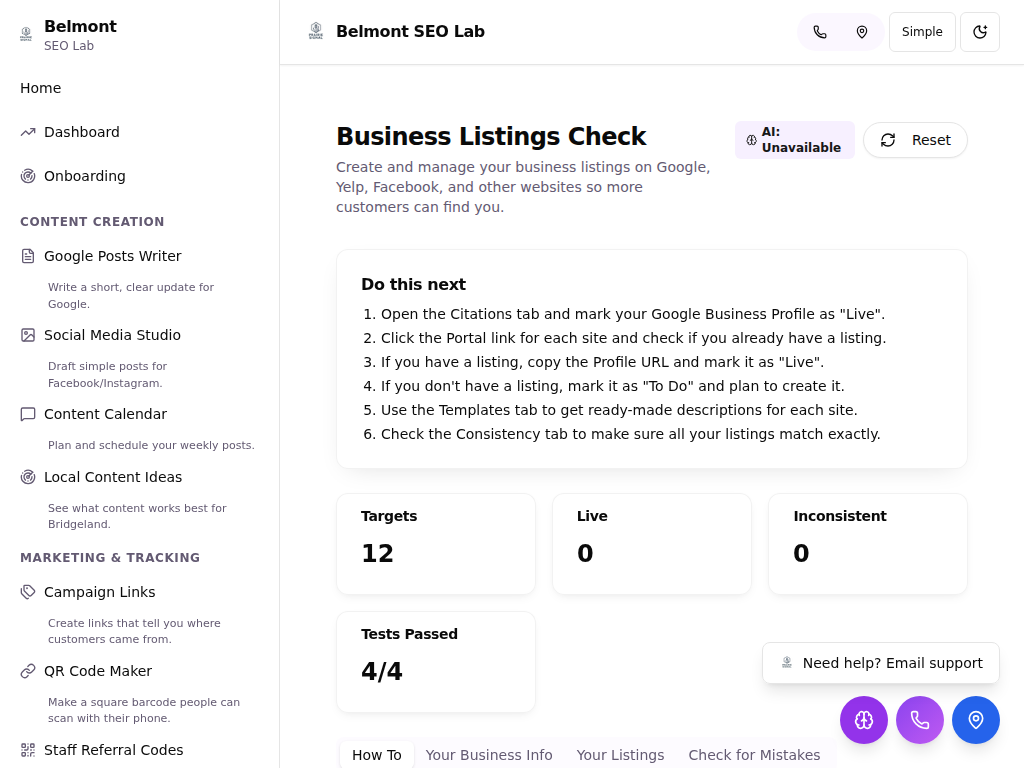 Belmont
SEO Lab
Home
Dashboard
Onboarding
CONTENT CREATION
Google Posts Writer
Write a short, clear update for
Google.
Social Media Studio
Draft simple posts for
Facebook/Instagram.
Content Calendar
Plan and schedule your weekly posts.
Local Content Ideas
See what content works best for
Bridgeland.
MARKETING & TRACKING
Campaign Links
Create links that tell you where
customers came from.
QR Code Maker
Make a square barcode people can
scan with their phone.
Staff Referral Codes
Belmont SEO Lab
Simple
Business Listings Check
Create and manage your business listings on Google,
Yelp, Facebook, and other websites so more
customers can find you.
AI:
Unavailable
Reset
Do this next
1. Open the Citations tab and mark your Google Business Profile as "Live".
2. Click the Portal link for each site and check if you already have a listing.
3. If you have a listing, copy the Profile URL and mark it as "Live".
4. If you don't have a listing, mark it as "To Do" and plan to create it.
5. Use the Templates tab to get ready-made descriptions for each site.
6. Check the Consistency tab to make sure all your listings match exactly.
Targets
12
Live
0
Inconsistent
0
Tests Passed
4/4
Need help? Email support
How To
Your Business Info
Your Listings
Check for Mistakes